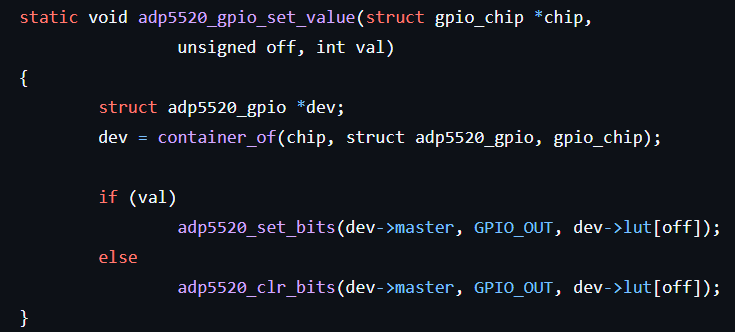 static void adp5520_gpio_set_value(struct gpio_chip *chip,
unsigned off, int val)
{
struct adp5520_gpio *dev;
dev = container_of(chip, struct adp5520_gpio, gpio_chip);
if (val)
adp5520_set_bits(dev->master, GPIO_OUT, dev->lut[off]);
else
adp5520_clr_bits(dev->master, GPIO_OUT, dev->lut[off]);
}